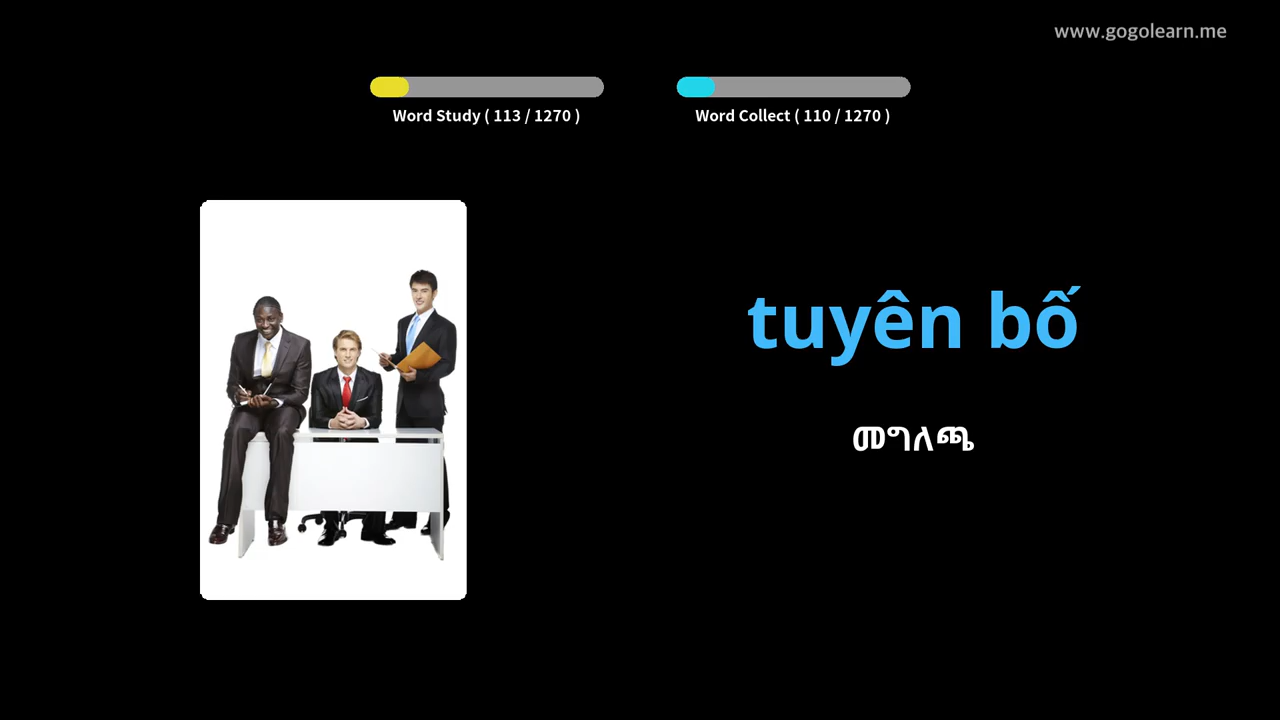 www.gogolearn.me
Word Study ( 113 / 1270 )
Word Collect ( 110 / 1270 )
tuyên bố
መግለጫ